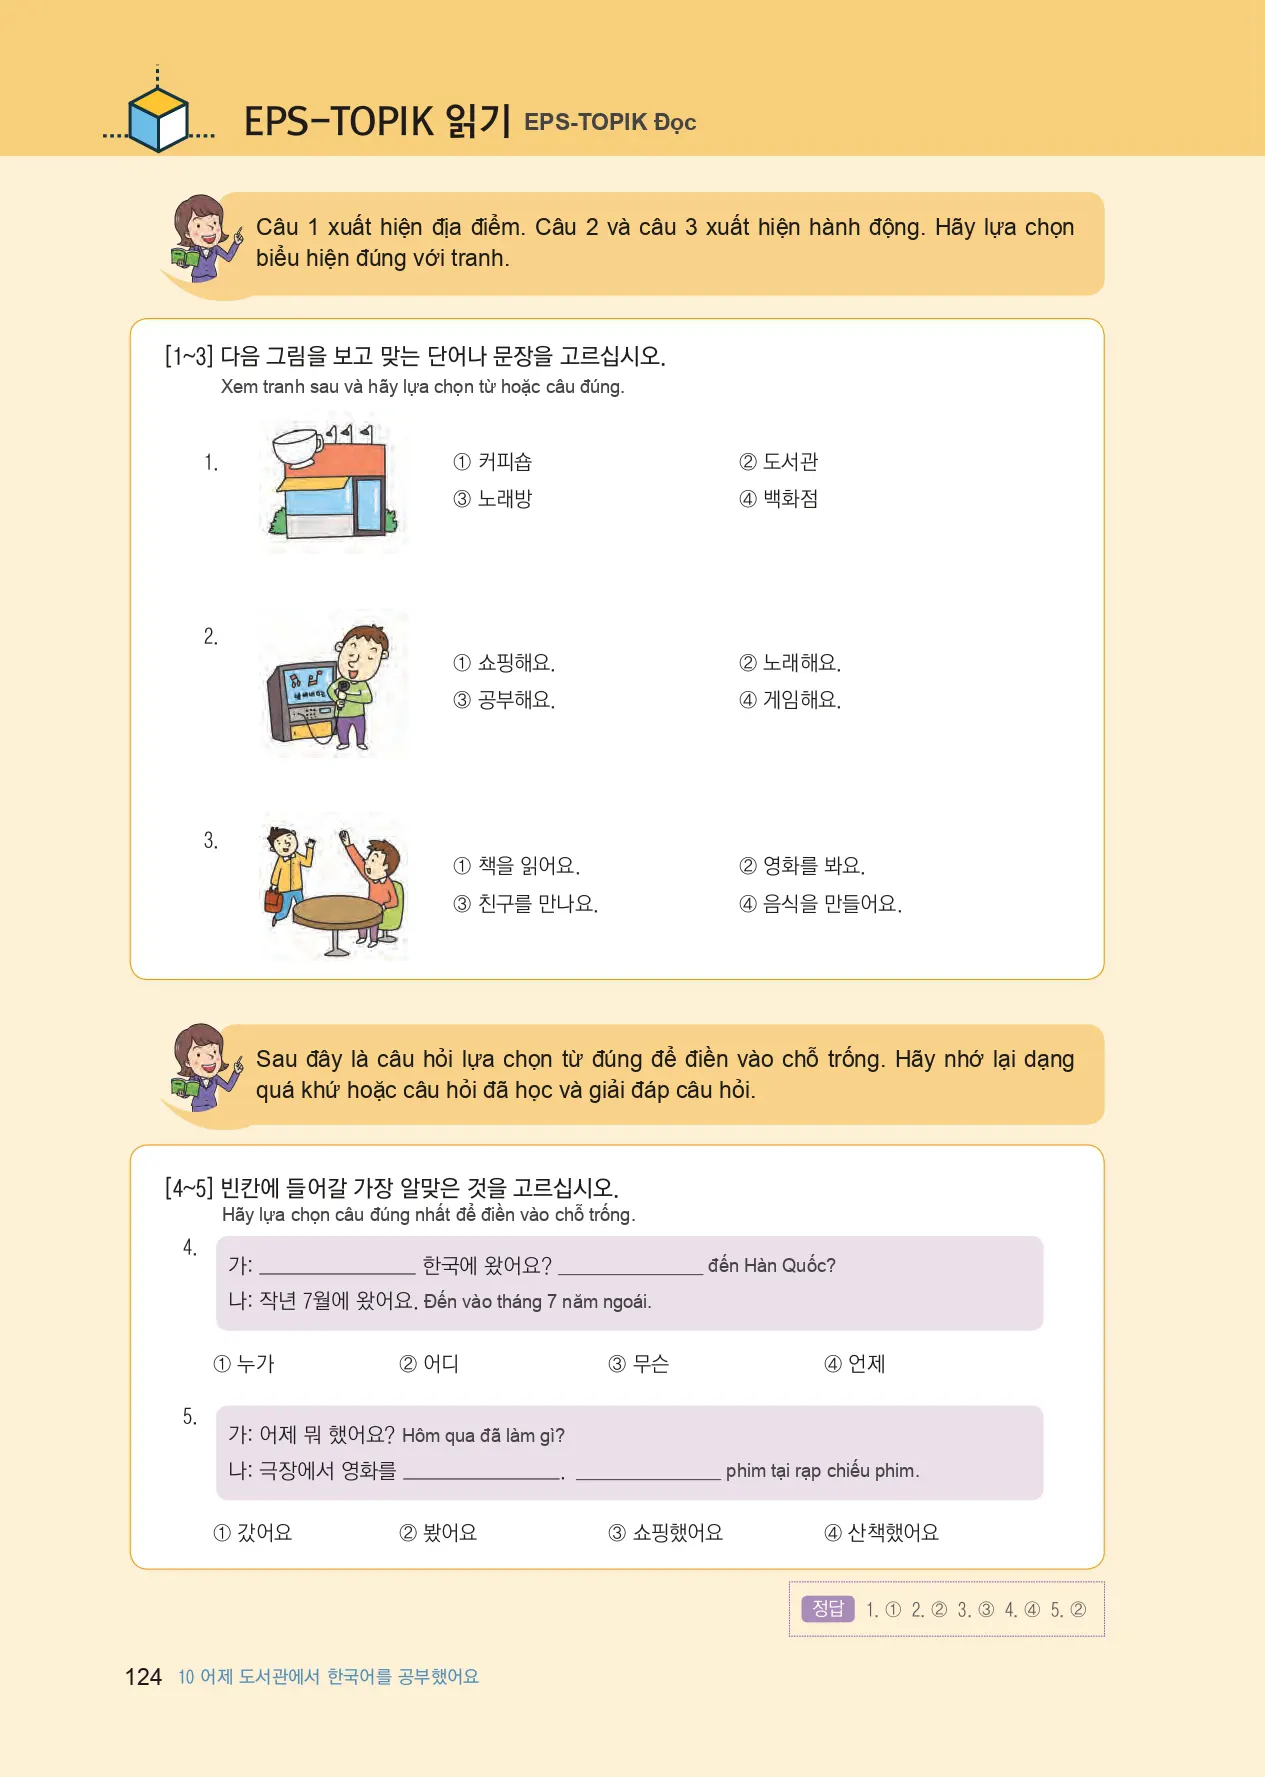 EPS-TOPIK 읽기 EPS-TOPIK Đọc
Câu 1 xuất hiện địa điểm. Câu 2 và câu 3 xuất hiện hành động. Hãy lựa chọn
biểu hiện đúng với tranh.
[1~3] 다음 그림을 보고 맞는 단어나 문장을 고르십시오.
Xem tranh sau và hãy lựa chọn từ hoặc câu đúng.
1.
① 커피숍 ② 도서관
③ 노래방 ④ 백화점
2.
① 쇼핑해요. ② 노래해요.
③ 공부해요. ④ 게임해요.
3.
① 책을 읽어요. ② 영화를 봐요.
③ 친구를 만나요. ④ 음식을 만들어요.
Sau đây là câu hỏi lựa chọn từ đúng để điền vào chỗ trống. Hãy nhớ lại dạng
quá khứ hoặc câu hỏi đã học và giải đáp câu hỏi.
[4~5] 빈칸에 들어갈 가장 알맞은 것을 고르십시오.
Hãy lựa chọn câu đúng nhất để điền vào chỗ trống.
4.
가: ______________ 한국에 왔어요? ______________ đến Hàn Quốc?
나: 작년 7월에 왔어요. Đến vào tháng 7 năm ngoái.
① 누가 ② 어디 ③ 무슨 ④ 언제
5.
가: 어제 뭐 했어요? Hôm qua đã làm gì?
나: 극장에서 영화를 ______________. ______________ phim tại rạp chiếu phim.
① 갔어요 ② 봤어요 ③ 쇼핑했어요 ④ 산책했어요
정답 1. ① 2. ② 3. ③ 4. ④ 5. ②
124 10 어제 도서관에서 한국어를 공부했어요